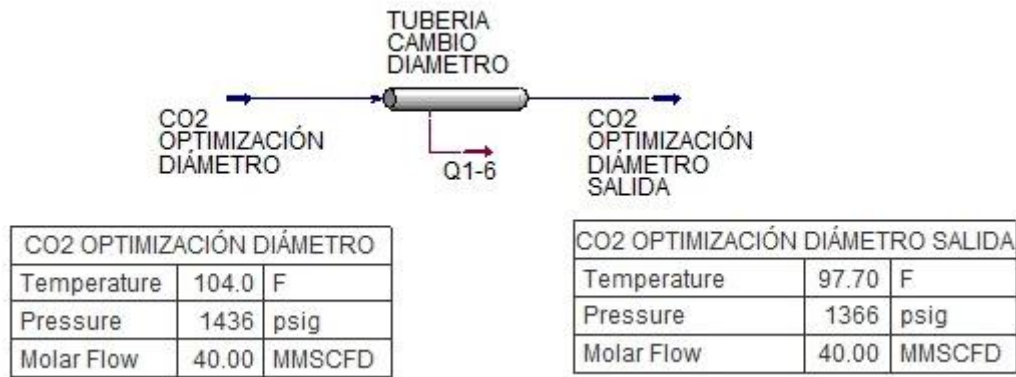 TUBERIA
CAMBIO
DIAMETRO
CO2
OPTIMIZACIÓN
DIÁMETRO
Q1-6
CO2
OPTIMIZACIÓN
DIÁMETRO
SALIDA
CO2 OPTIMIZACIÓN DIÁMETRO
Temperature 104.0 F
Pressure 1436 psig
Molar Flow 40.00 MMSCFD
CO2 OPTIMIZACIÓN DIÁMETRO SALIDA
Temperature 97.70 F
Pressure 1366 psig
Molar Flow 40.00 MMSCFD